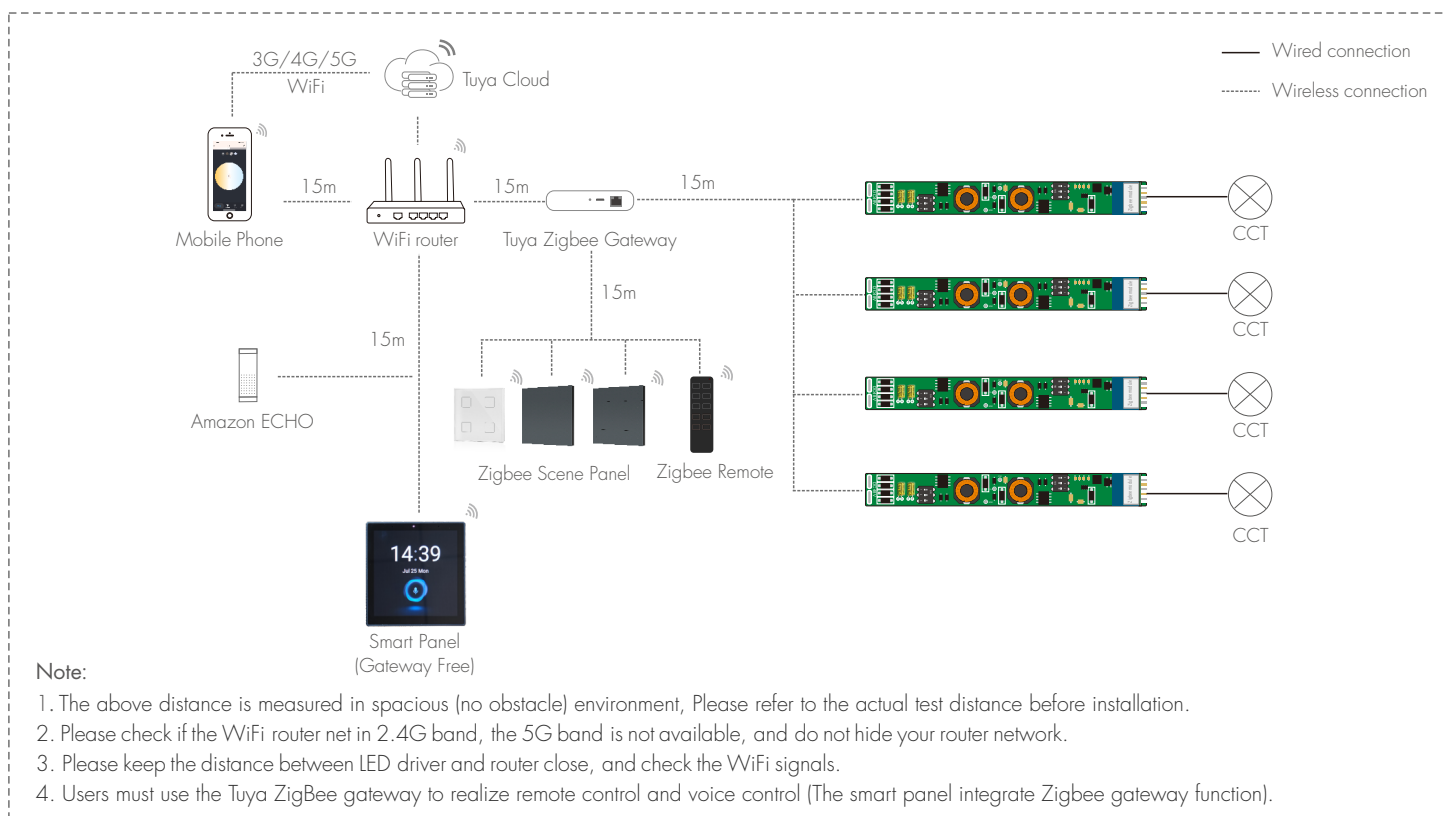 3G/4G/5G
WiFi
Tuya Cloud
Wired connection
Wireless connection
15m
15m
15m
Mobile Phone
WiFi router
Tuya Zigbee Gateway
CCT
15m
CCT
15m
Amazon ECHO
Zigbee Scene Panel
Zigbee Remote
CCT
CCT
14:39
Jul 25 Mon
Smart Panel
(Gateway Free)
Note:
1. The above distance is measured in spacious (no obstacle) environment, Please refer to the actual test distance before installation.
2. Please check if the WiFi router net in 2.4G band, the 5G band is not available, and do not hide your router network.
3. Please keep the distance between LED driver and router close, and check the WiFi signals.
4. Users must use the Tuya ZigBee gateway to realize remote control and voice control (The smart panel integrate Zigbee gateway function).